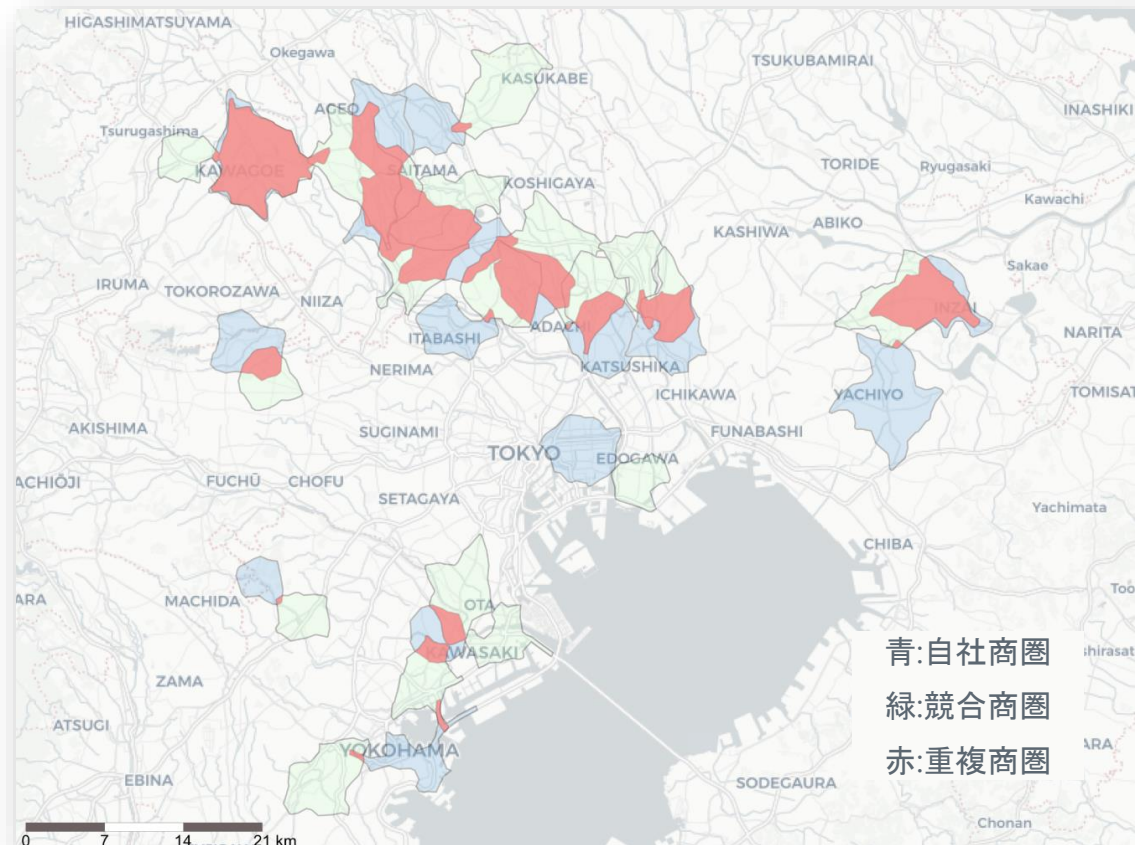 HIGASHIMATSUYAMA
Okegawa
KASUKABE
TSUKUBAMIRAI
INASHIKI
AGEO
Tsurugashima
KAWAGOE
SAITAMA
KOSHIGAYA
TORIDE
Ryugasaki
Kawachi
ABIKO
KASHIWA
Sakae
IRUMA
TOKOROZAWA
NIIZA
INZAI
ITABASHI
ADACHI
NARITA
NERIMA
KATSUSHIKA
ICHIKAWA
YACHIYO
TOMISAT
AKISHIMA
SUGINAMI
FUNABASHI
TOKYO
EDOGAWA
ACHIŌJI
FUCHŪ
CHOFU
SETAGAYA
Yachimata
CHIBA
ARA
MACHIDA
OTA
Too
KAWASAKI
青:自社商圏
shirasat
ZAMA
緑:競合商圏
ATSUGI
YOKOHAMA
赤:重複商圏
ARA
EBINA
SODEGAURA
Chonan
0 7 14 21 km